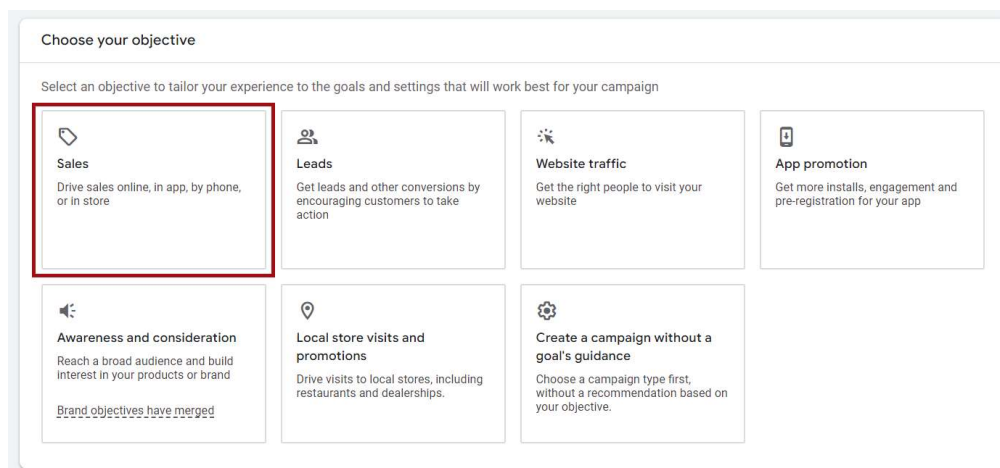 Choose your objective
Select an objective to tailor your experience to the goals and settings that will work best for your campaign
Sales
Drive sales online, in app, by phone,
or in store
Leads
Get leads and other conversions by
encouraging customers to take
action
Website traffic
Get the right people to visit your
website
App promotion
Get more installs, engagement and
pre-registration for your app
Awareness and consideration
Reach a broad audience and build
interest in your products or brand
Brand objectives have merged
Local store visits and
promotions
Drive visits to local stores, including
restaurants and dealerships.
Create a campaign without a
goal's guidance
Choose a campaign type first,
without a recommendation based on
your objective.